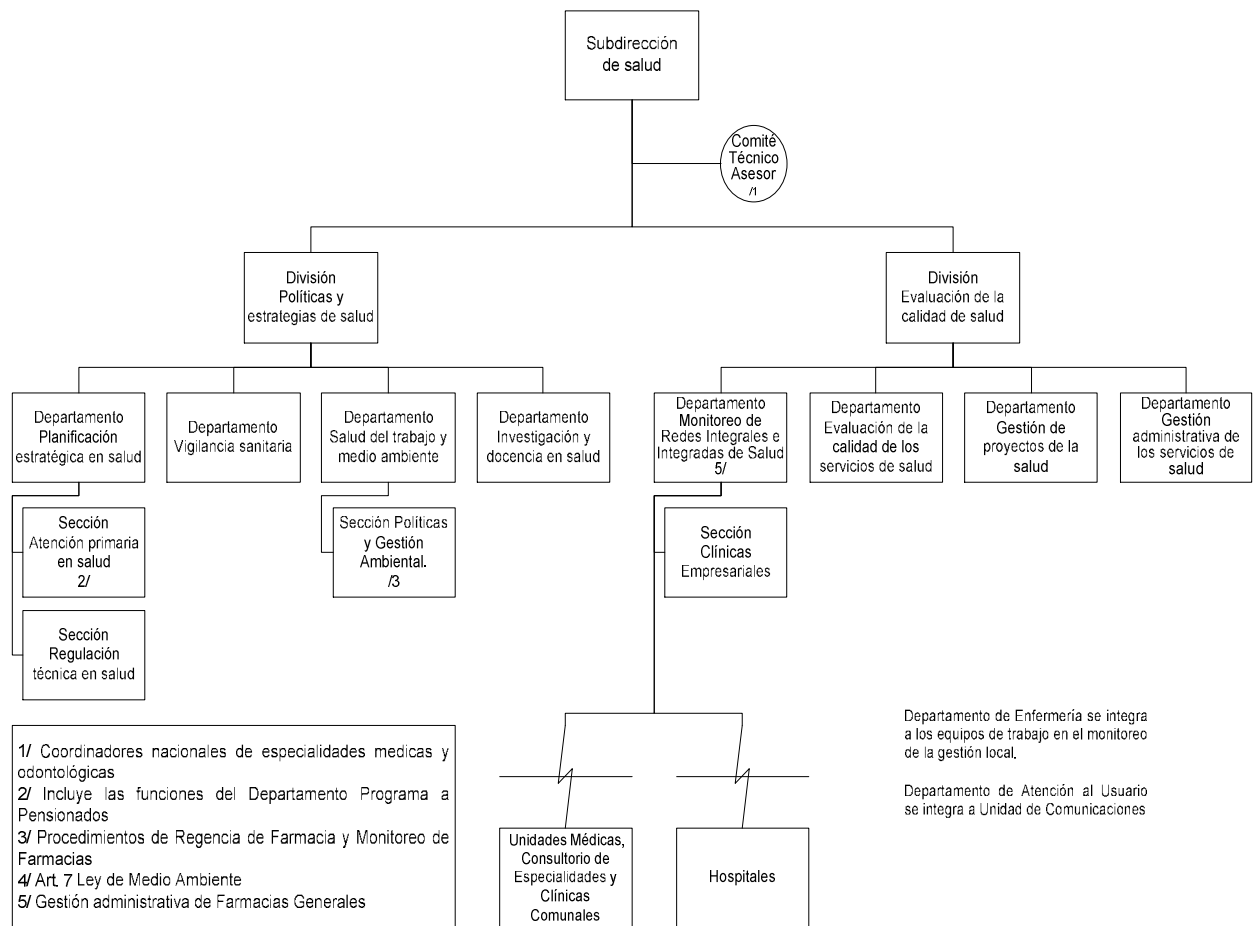 Subdirección
de salud
Comité
Técnico
Asesor
/1
División
Políticas y
estrategias de salud
División
Evaluación de la
calidad de salud
Departamento
Planificación
estratégica en salud
Departamento
Vigilancia sanitaria
Departamento
Salud del trabajo y
medio ambiente
Departamento
Investigación y
docencia en salud
Departamento
Monitoreo de
Redes Integrales e
Integradas de Salud
5/
Departamento
Evaluación de la
calidad de los
servicios de salud
Departamento
Gestión de
proyectos de la
salud
Departamento
Gestión
administrativa de
los servicios de
salud
Sección
Atención primaria
en salud
2/
Sección Políticas
y Gestión
Ambiental.
/3
Sección
Clínicas
Empresariales
Sección
Regulación
técnica en salud
1/ Coordinadores nacionales de especialidades medicas y
odontológicas
2/ Incluye las funciones del Departamento Programa a
Pensionados
3/ Procedimientos de Regencia de Farmacia y Monitoreo de
Farmacias
4/ Art. 7 Ley de Medio Ambiente
5/ Gestión administrativa de Farmacias Generales
Unidades Médicas,
Consultorio de
Especialidades y
Clínicas
Comunales
Hospitales
Departamento de Enfermería se integra
a los equipos de trabajo en el monitoreo
de la gestión local.
Departamento de Atención al Usuario
se integra a Unidad de Comunicaciones